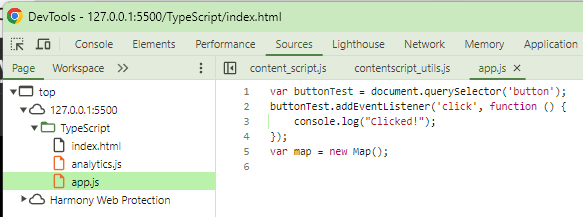 DevTools - 127.0.0.1:5500/TypeScript/index.html
Console Elements Performance Sources Lighthouse Network Memory
Page Workspace >> content_script.js contentscript_utils.js app.js ×
top
127.0.0.1:5500
TypeScript
index.html
analytics.js
app.js
Harmony Web Protection
1 var buttonTest = document.querySelector('button');
2 buttonTest.addEventListener('click', function () {
3 console.log("Clicked!");
4 });
5 var map = new Map();
6